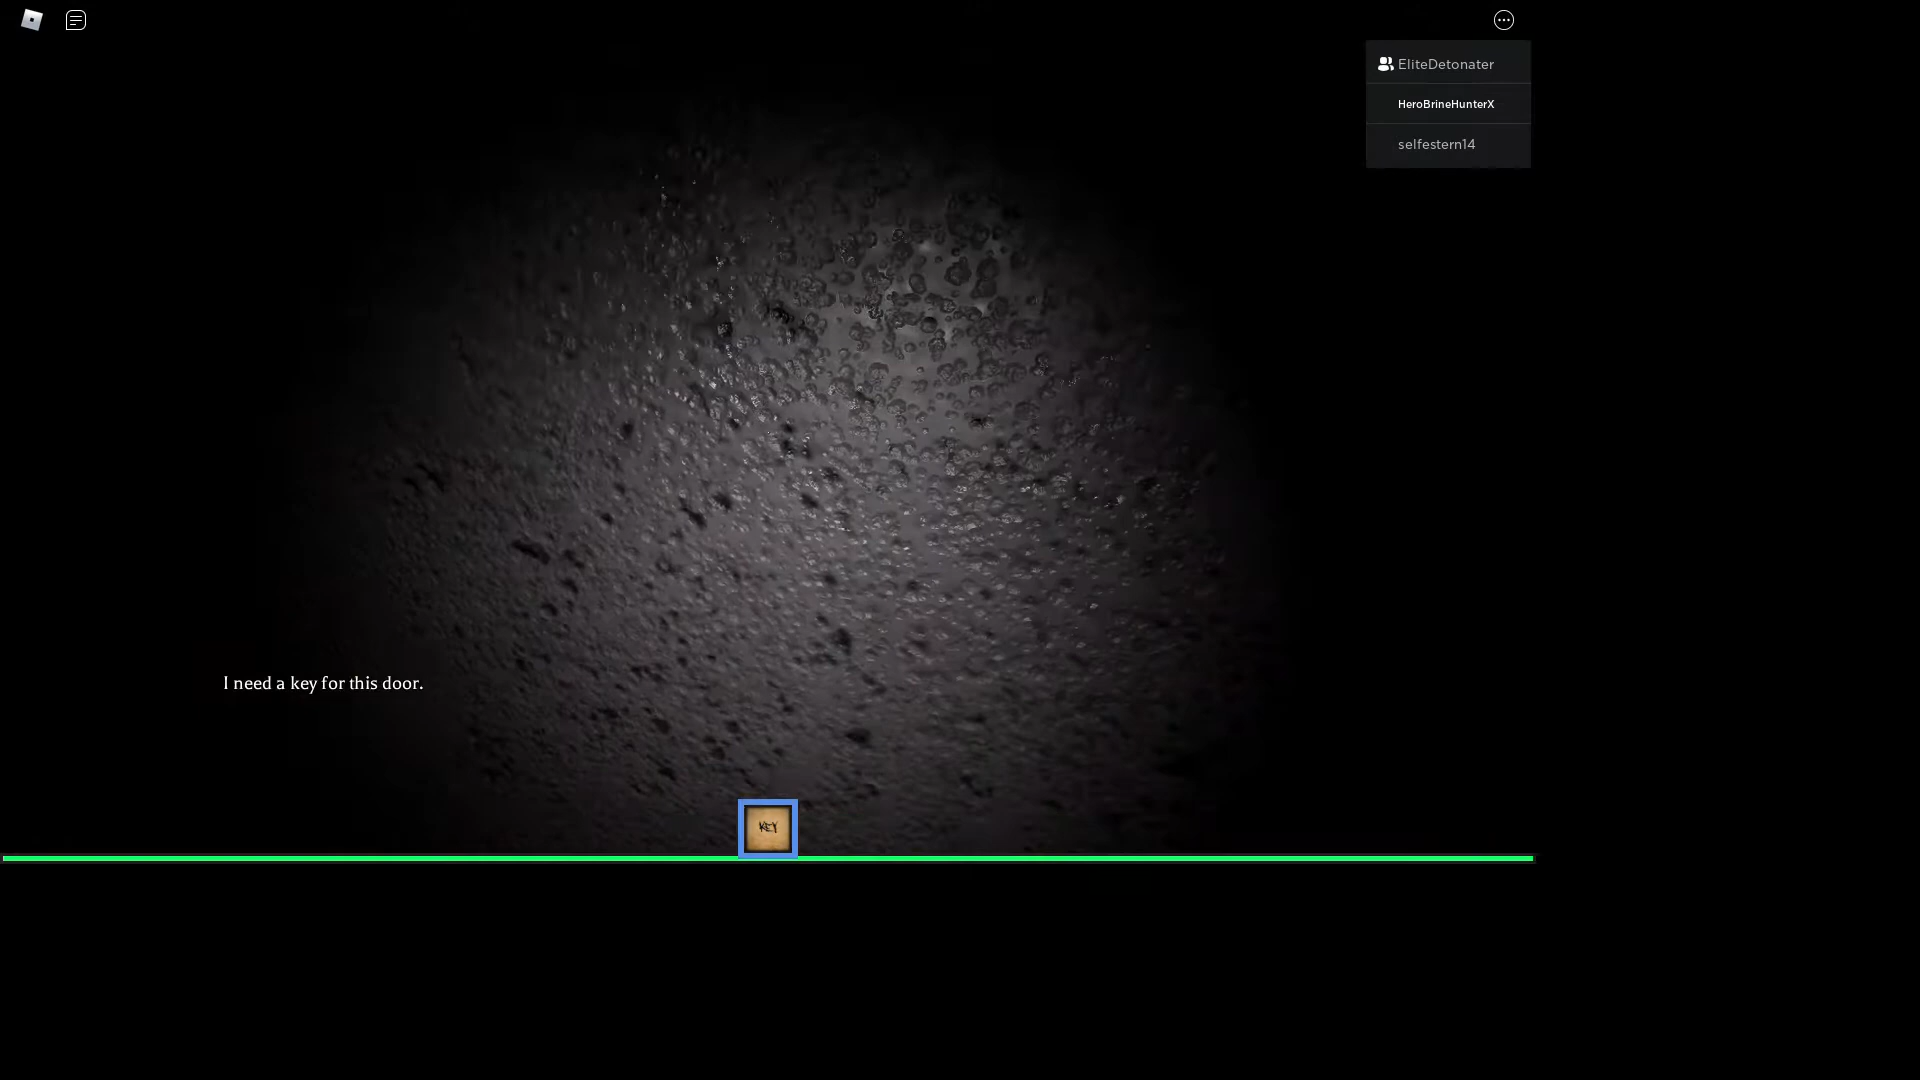 EliteDetonater
HeroBrineHunterX
selfestern14
I need a key for this door.
KEY